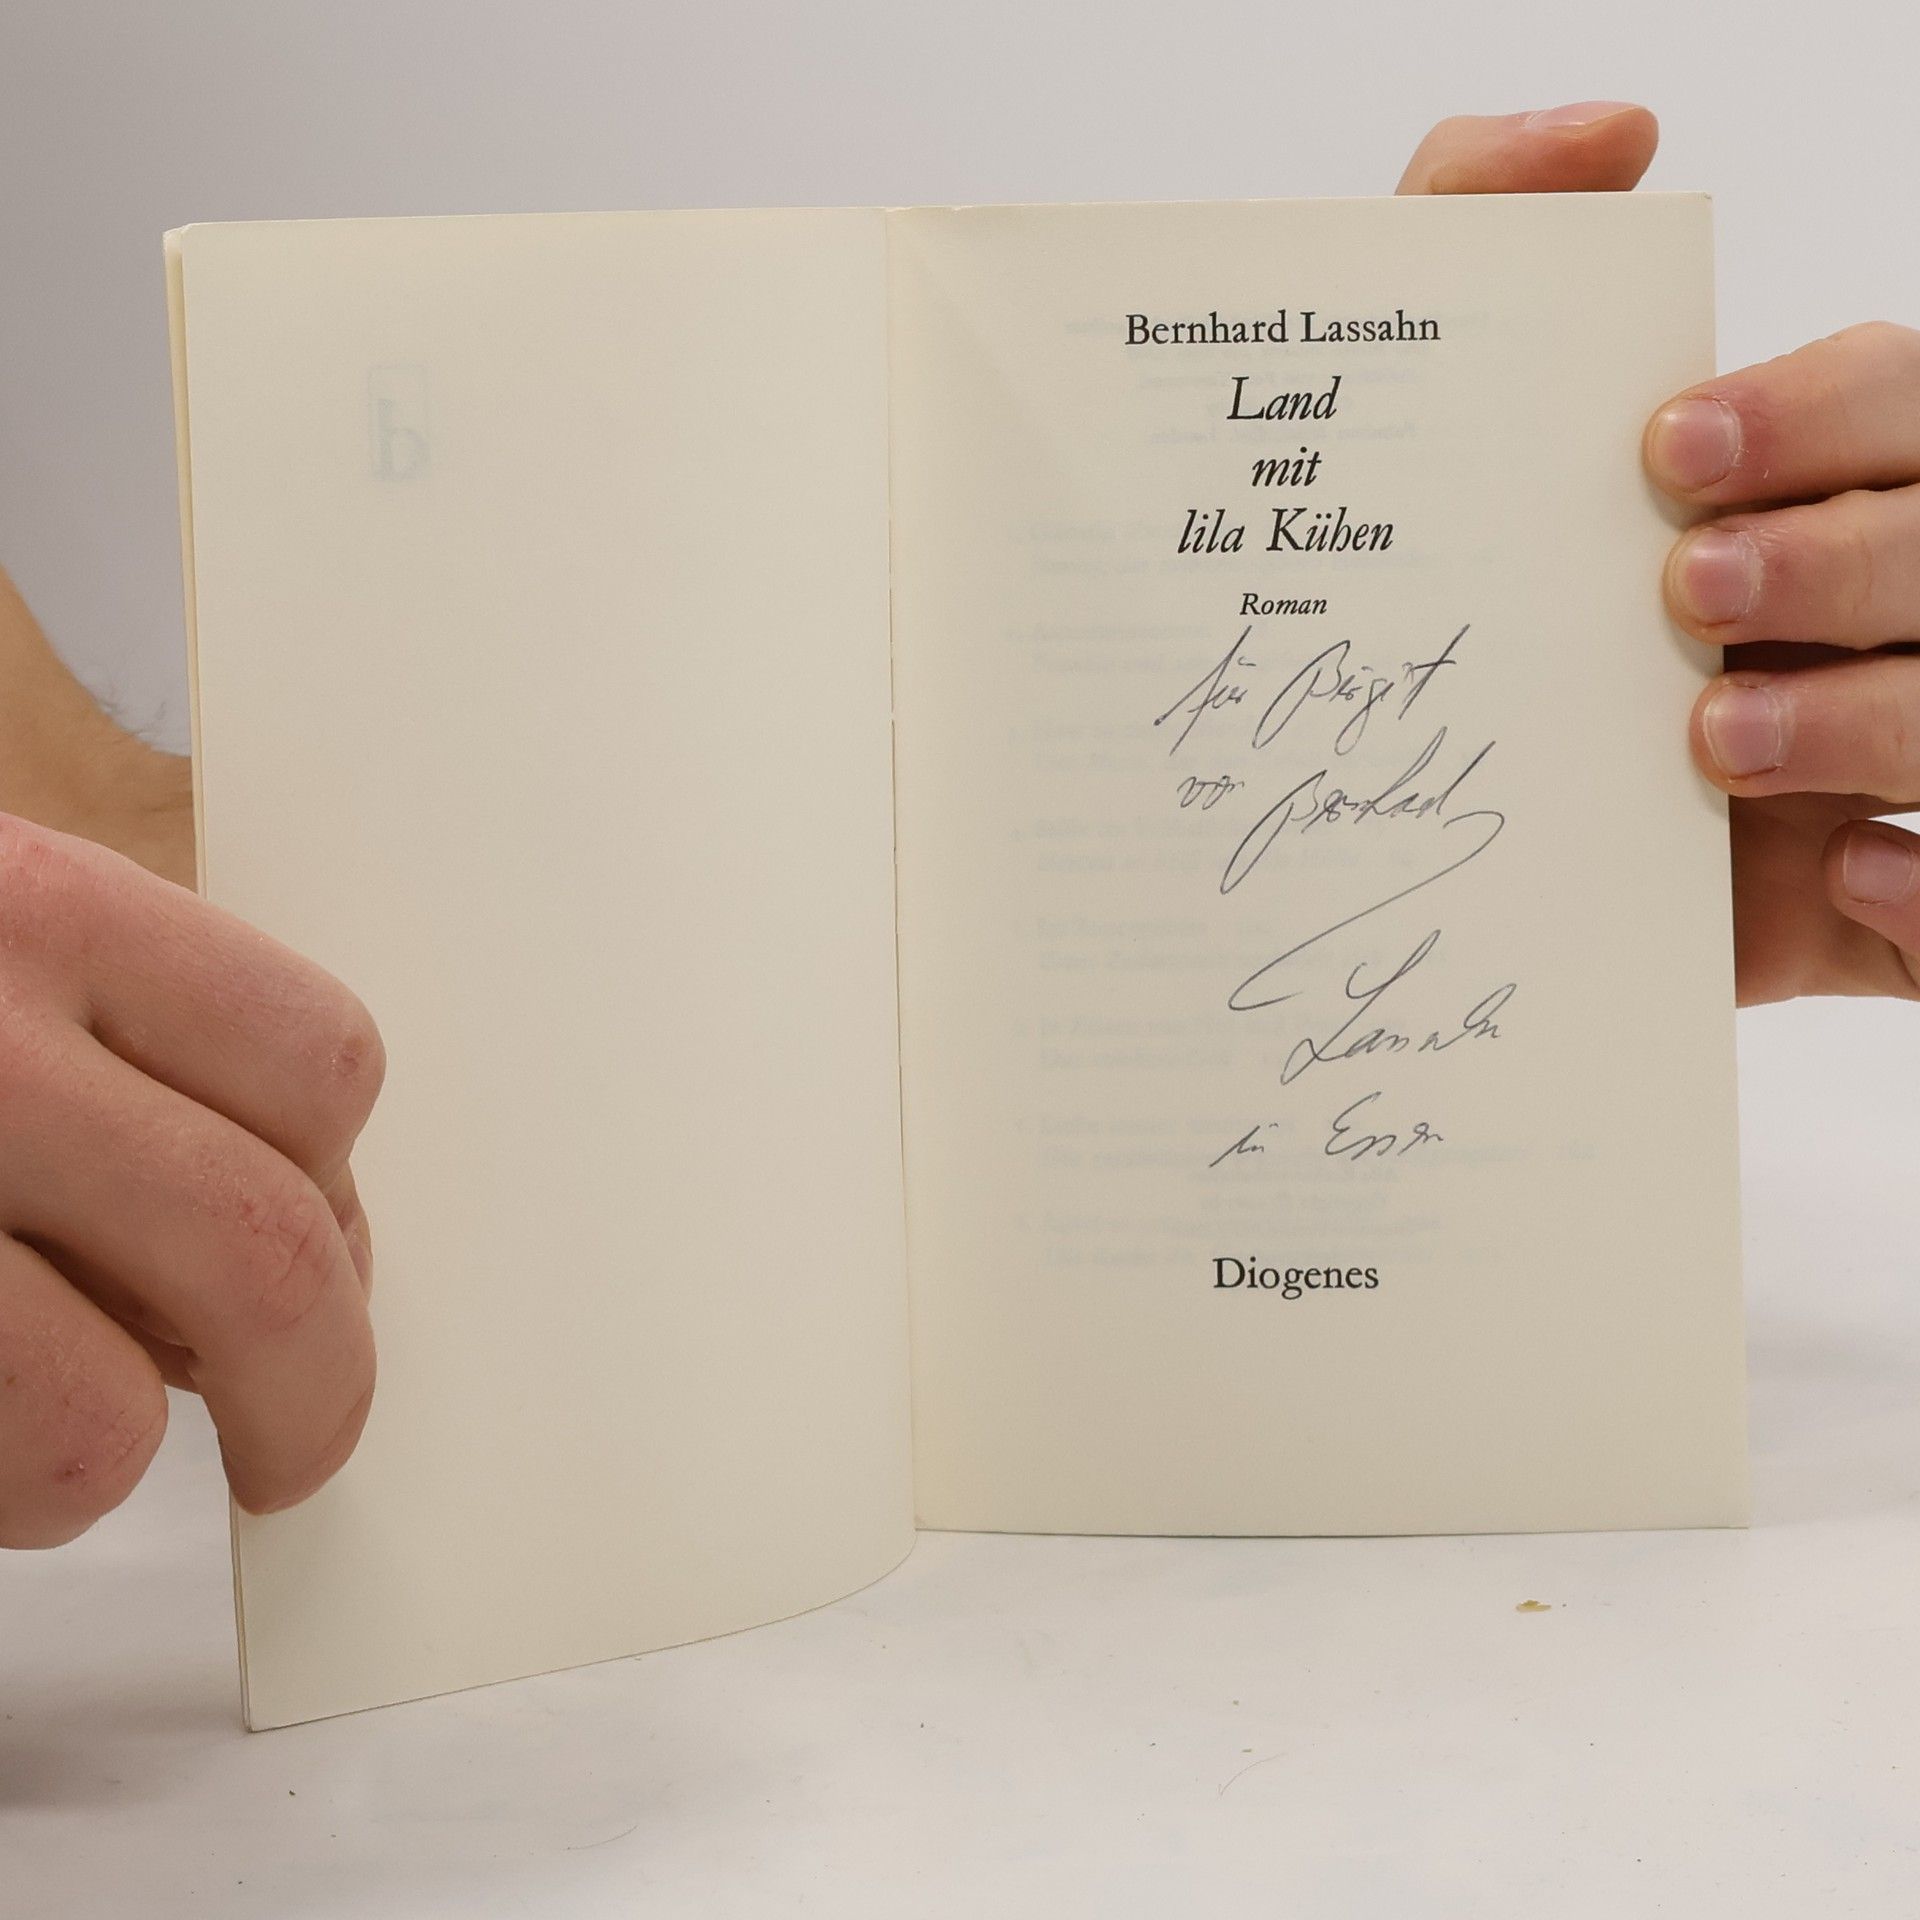 Bernhard Lassahn
Land
mit
lila Kühen
Roman
für Birgit
von Bernhard
Lassahn
in Essen
Diogenes
d